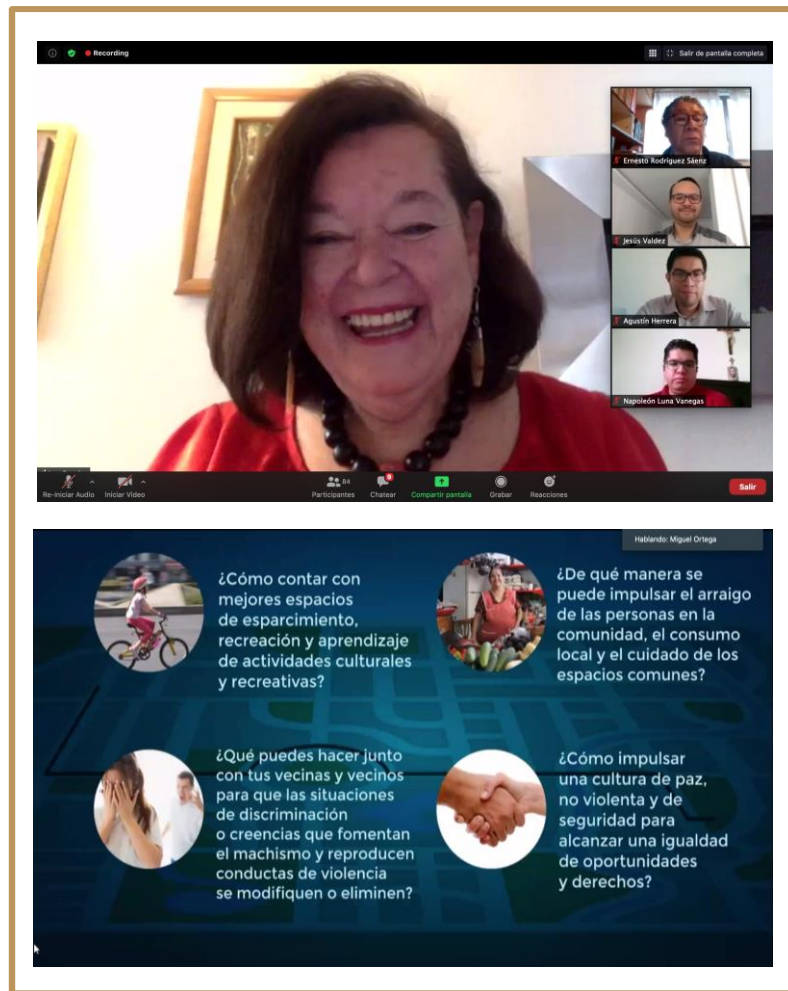 Recording
Salir de pantalla completa
Ernesto Rodríguez Sáenz
Jesús Valdez
Agustín Herrera
Napoleón Luna Vanegas
Re-Iniciar Audio
Iniciar Video
84
Participantes
9
Chatear
Compartir pantalla
Grabar
Reacciones
Salir
Hablando: Miguel Ortega
¿Cómo contar con
mejores espacios
de esparcimiento,
recreación y aprendizaje
de actividades culturales
y recreativas?
¿De qué manera se
puede impulsar el arraigo
de las personas en la
comunidad, el consumo
local y el cuidado de los
espacios comunes?
¿Qué puedes hacer junto
con tus vecinas y vecinos
para que las situaciones
de discriminación
o creencias que fomentan
el machismo y reproducen
conductas de violencia
se modifiquen o eliminen?
¿Cómo impulsar
una cultura de paz,
no violenta y de
seguridad para
alcanzar una igualdad
de oportunidades
y derechos?